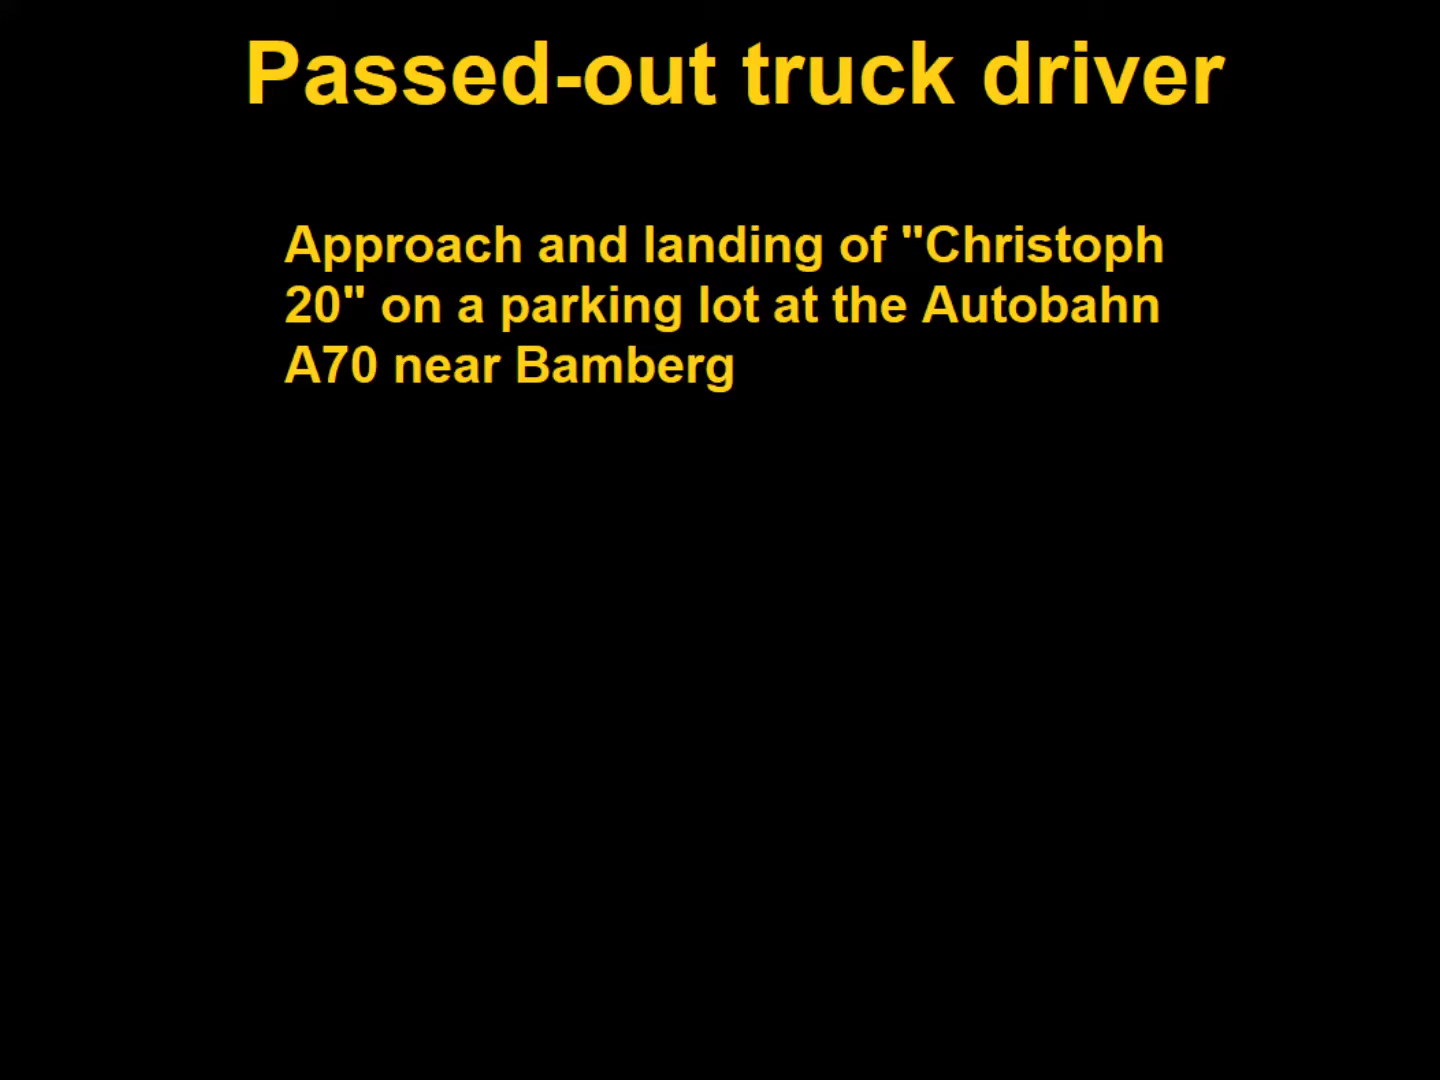 Passed-out truck driver
Approach and landing of "Christoph
20" on a parking lot at the Autobahn
A70 near Bamberg